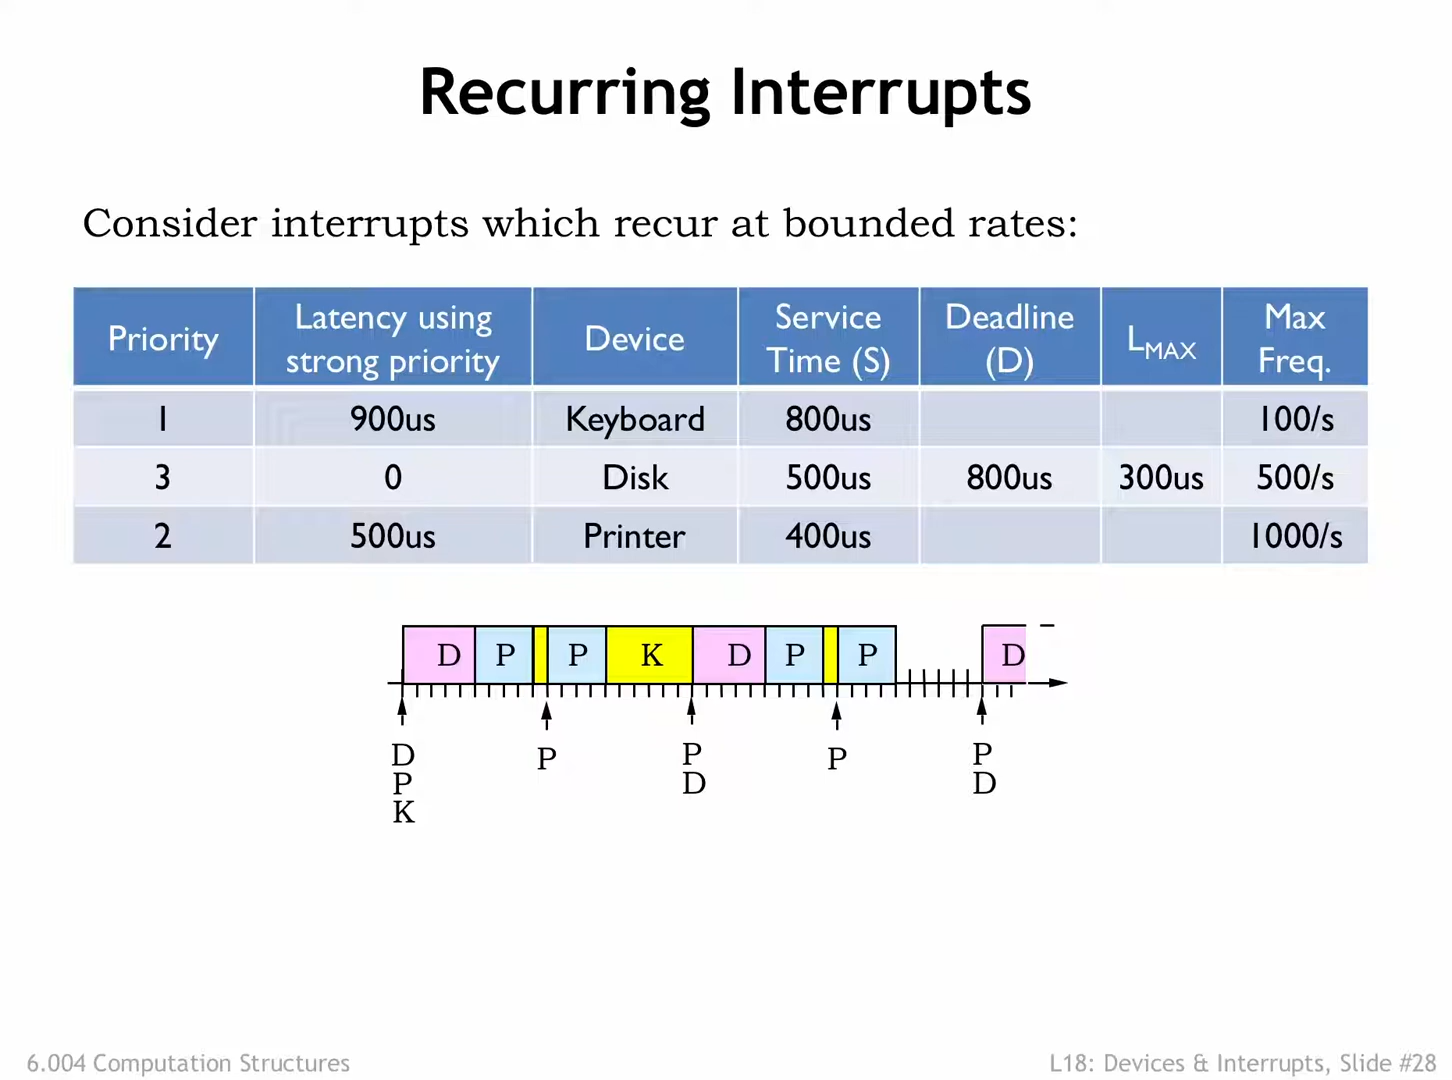 Recurring Interrupts
Consider interrupts which recur at bounded rates:
Priority Latency using strong priority Device Service Time (S) Deadline (D) LMAX Max Freq.
1 900us Keyboard 800us 100/s
3 0 Disk 500us 800us 300us 500/s
2 500us Printer 400us 1000/s
D P P K D P P D
D P P P P
P D D
K
6.004 Computation Structures L18: Devices & Interrupts, Slide #28